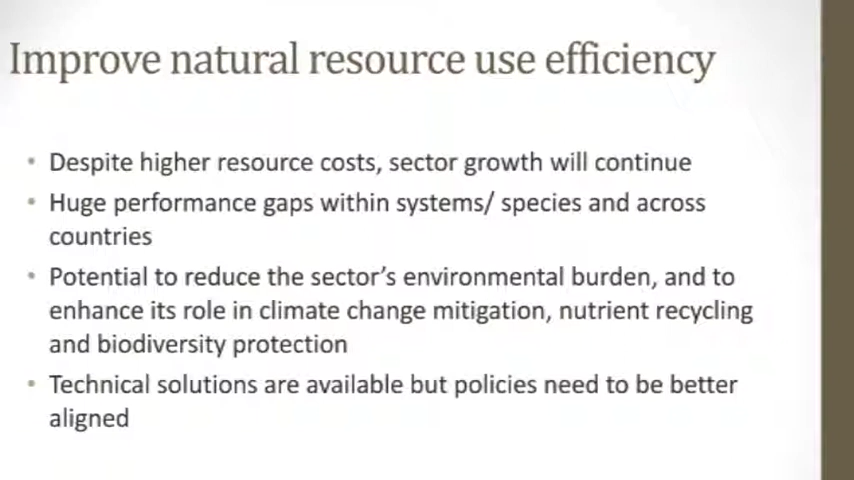 Improve natural resource use efficiency
• Despite higher resource costs, sector growth will continue
• Huge performance gaps within systems/ species and across
countries
• Potential to reduce the sector’s environmental burden, and to
enhance its role in climate change mitigation, nutrient recycling
and biodiversity protection
• Technical solutions are available but policies need to be better
aligned